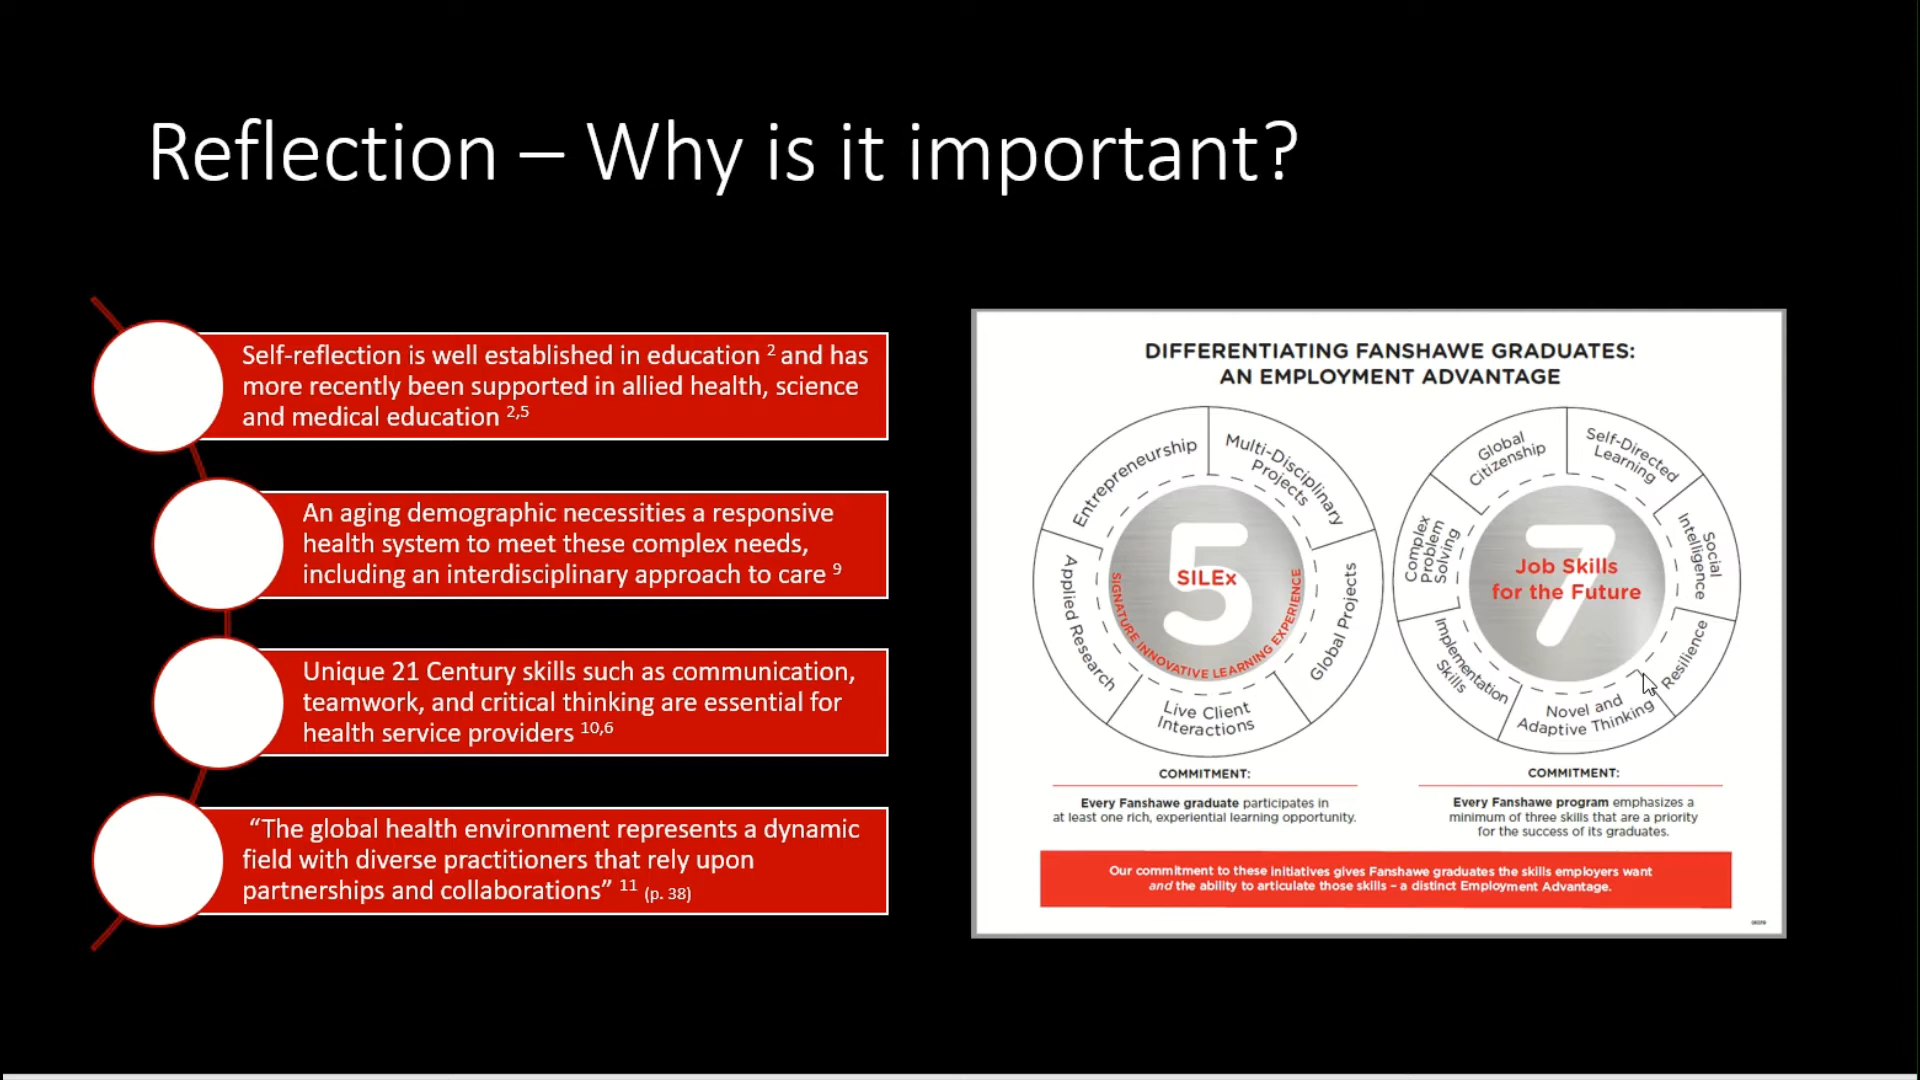 Reflection – Why is it important?
Self-reflection is well established in education 2 and has
more recently been supported in allied health, science
and medical education 2,5
An aging demographic necessities a responsive
health system to meet these complex needs,
including an interdisciplinary approach to care 9
Unique 21 Century skills such as communication,
teamwork, and critical thinking are essential for
health service providers 10,6
“The global health environment represents a dynamic
field with diverse practitioners that rely upon
partnerships and collaborations” 11 (p. 38)
DIFFERENTIATING FANSHAWE GRADUATES:
AN EMPLOYMENT ADVANTAGE
Entrepreneurship
Multi-Disciplinary
Projects
Global Projects
Live Client
Interactions
Applied Research
5
SILEx
SIGNATURE INNOVATIVE LEARNING EXPERIENCE
Global
Citizenship
Self-Directed
Learning
Social
Intelligence
Resilience
Novel and
Adaptive Thinking
Implementation
Skills
Complex
Problem
Solving
7
Job Skills
for the Future
COMMITMENT:
Every Fanshawe graduate participates in
at least one rich, experiential learning opportunity.
COMMITMENT:
Every Fanshawe program emphasizes a
minimum of three skills that are a priority
for the success of its graduates.
Our commitment to these initiatives gives Fanshawe graduates the skills employers want
and the ability to articulate those skills – a distinct Employment Advantage.